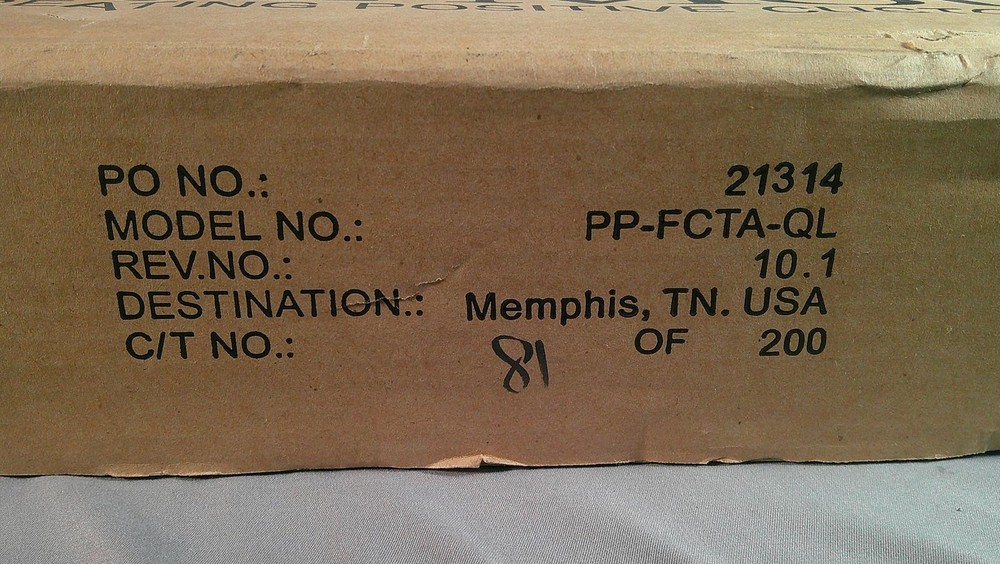 POSITIVE
PO NO.: 21314
MODEL NO.: PP-FCTA-QL
REV.NO.: 10.1
DESTINATION.: Memphis, TN. USA
C/T NO.: 81 OF 200